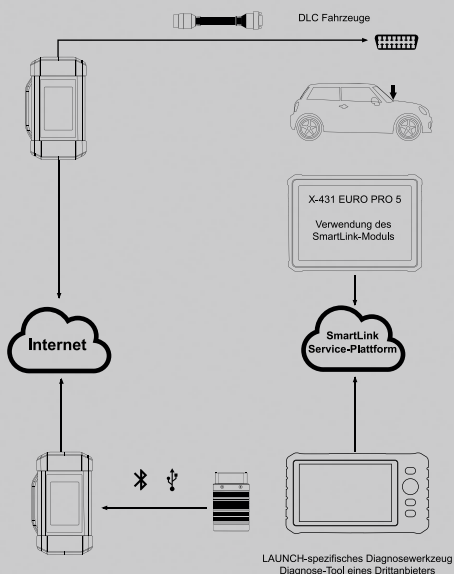 DLC Fahrzeuge
X-431 EURO PRO 5
Verwendung des
SmartLink-Moduls
Internet
SmartLink
Service-Plattform
LAUNCH-spezifisches Diagnosewerkzeug
Diagnose-Tool eines Drittanbieters